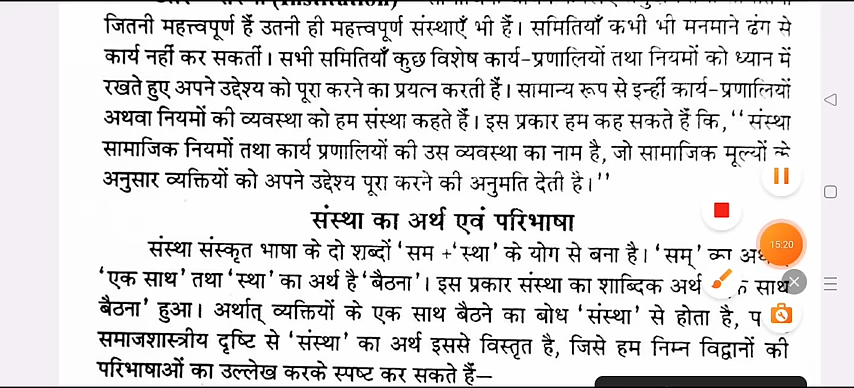 जितनी महत्त्वपूर्ण हैं उतनी ही महत्त्वपूर्ण संस्थाएँ भी हैं। समितियाँ कभी भी मनमाने ढंग से
कार्य नहीं कर सकतीं। सभी समितियाँ कुछ विशेष कार्य-प्रणालियों तथा नियमों को ध्यान में
रखते हुए अपने उद्देश्य को पूरा करने का प्रयत्न करती हैं। सामान्य रूप से इन्हीं कार्य-प्रणालियों
अथवा नियमों की व्यवस्था को हम संस्था कहते हैं। इस प्रकार हम कह सकते हैं कि, ‘‘संस्था
सामाजिक नियमों तथा कार्य प्रणालियों की उस व्यवस्था का नाम है, जो सामाजिक मूल्यों के
अनुसार व्यक्तियों को अपने उद्देश्य पूरा करने की अनुमति देती है।’’
संस्था का अर्थ एवं परिभाषा
संस्था संस्कृत भाषा के दो शब्दों ‘सम +‘स्था’ के योग से बना है। ‘सम्’ का
15:20
‘एक साथ’ तथा ‘स्था’ का अर्थ है ‘बैठना’। इस प्रकार संस्था का शाब्दिक अर्थ साथ
बैठना’ हुआ। अर्थात् व्यक्तियों के एक साथ बैठने का बोध ‘संस्था’ से होता है,
समाजशास्त्रीय दृष्टि से ‘संस्था’ का अर्थ इससे विस्तृत है, जिसे हम निम्न विद्वानों की
परिभाषाओं का उल्लेख करके स्पष्ट कर सकते हैं—